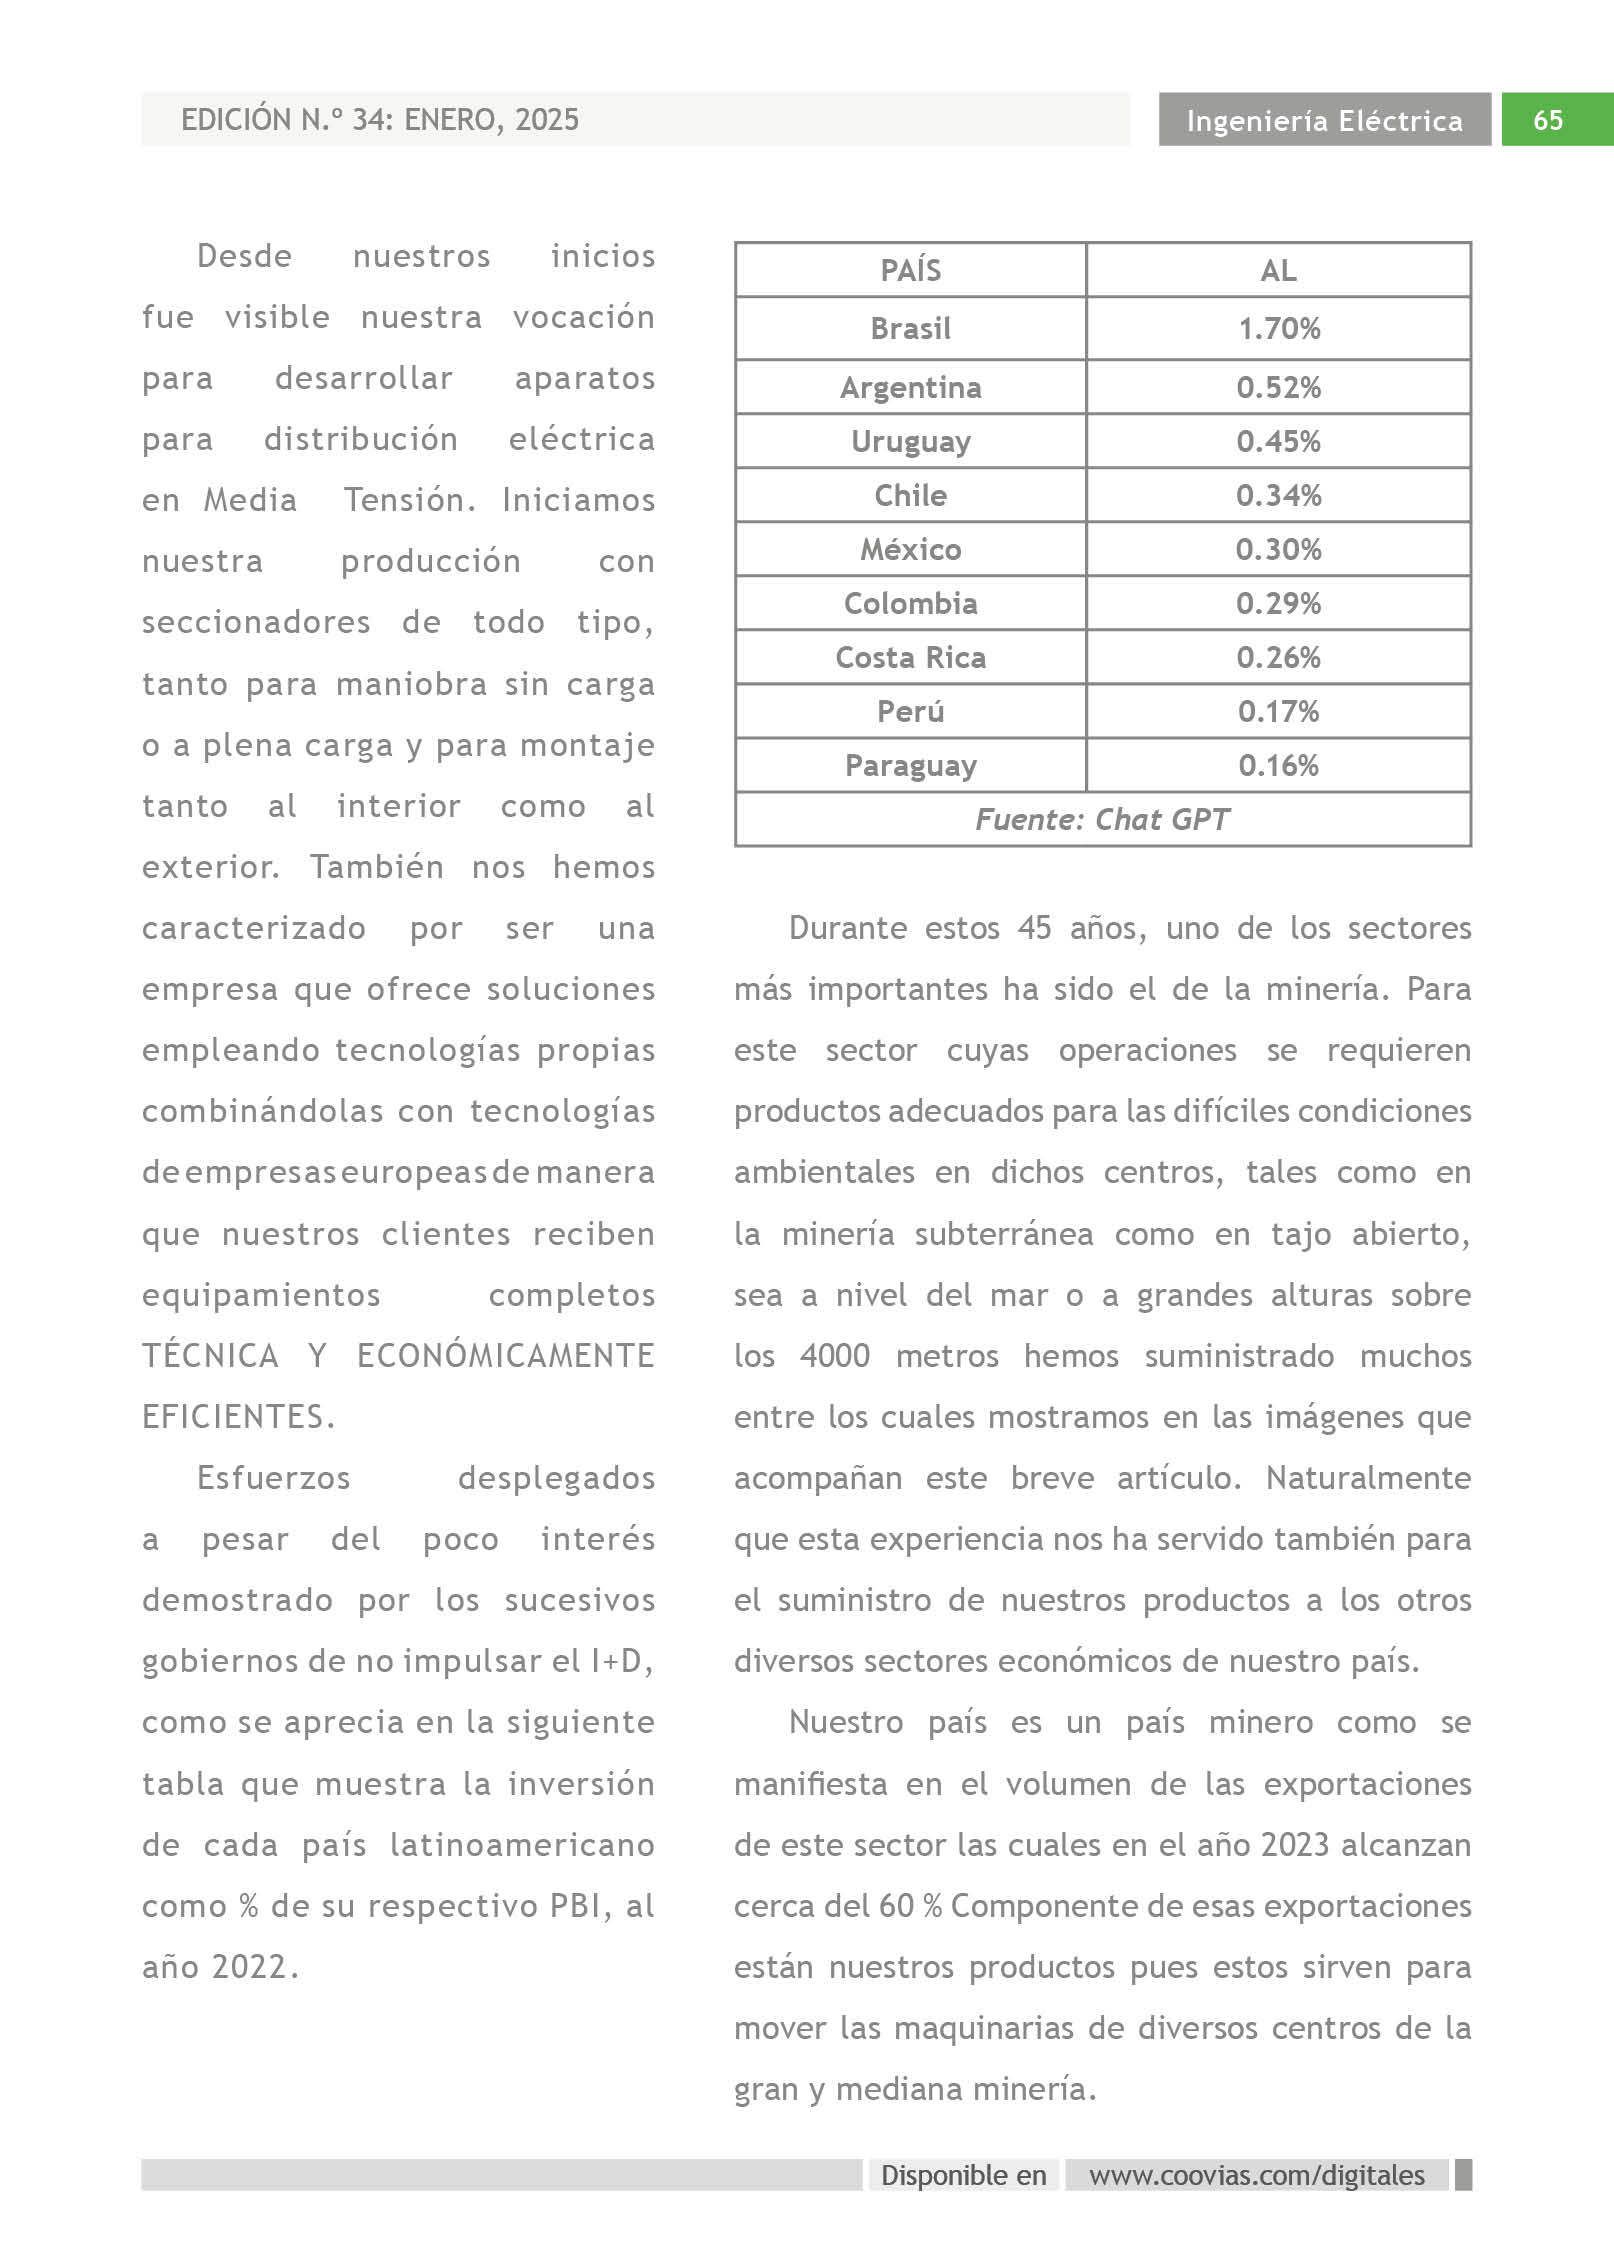 EDICIÓN N.º 34: ENERO, 2025
Ingeniería Eléctrica
65
Desde nuestros inicios
fue visible nuestra vocación
para desarrollar aparatos
para distribución eléctrica
en Media Tensión. Iniciamos
nuestra producción con
seccionadores de todo tipo,
tanto para maniobra sin carga
o a plena carga y para montaje
tanto al interior como al
exterior. También nos hemos
caracterizado por ser una
empresa que ofrece soluciones
empleando tecnologías propias
combinándolas con tecnologías
de empresas europeas de manera
que nuestros clientes reciben
equipamientos completos
TÉCNICA Y ECONÓMICAMENTE
EFICIENTES.
Esfuerzos desplegados
a pesar del poco interés
demostrado por los sucesivos
gobiernos de no impulsar el I+D,
como se aprecia en la siguiente
tabla que muestra la inversión
de cada país latinoamericano
como % de su respectivo PBI, al
año 2022.
PAÍS AL
Brasil 1.70%
Argentina 0.52%
Uruguay 0.45%
Chile 0.34%
México 0.30%
Colombia 0.29%
Costa Rica 0.26%
Perú 0.17%
Paraguay 0.16%
Fuente: Chat GPT
Durante estos 45 años, uno de los sectores
más importantes ha sido el de la minería. Para
este sector cuyas operaciones se requieren
productos adecuados para las difíciles condiciones
ambientales en dichos centros, tales como en
la minería subterránea como en tajo abierto,
sea a nivel del mar o a grandes alturas sobre
los 4000 metros hemos suministrado muchos
entre los cuales mostramos en las imágenes que
acompañan este breve artículo. Naturalmente
que esta experiencia nos ha servido también para
el suministro de nuestros productos a los otros
diversos sectores económicos de nuestro país.
Nuestro país es un país minero como se
manifiesta en el volumen de las exportaciones
de este sector las cuales en el año 2023 alcanzan
cerca del 60 % Componente de esas exportaciones
están nuestros productos pues estos sirven para
mover las maquinarias de diversos centros de la
gran y mediana minería.
Disponible en
www.coovias.com/digitales